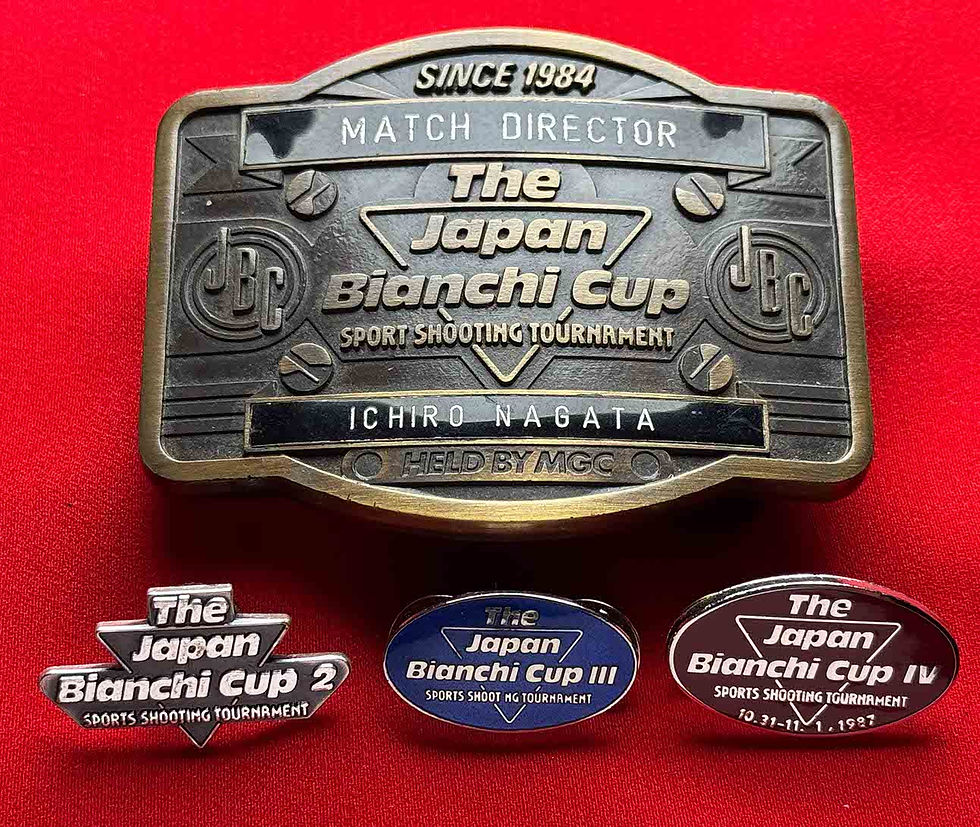 SINCE 1984
MATCH DIRECTOR
The
Japan
Bianchi Cup
SPORT SHOOTING TOURNAMENT
JBC
JBC
ICHIRO NAGATA
HELD BY MGC
The
Japan
Bianchi Cup 2
SPORTS SHOOTING TOURNAMENT
The
Japan
Bianchi Cup III
SPORTS SHOOTING TOURNAMENT
The
Japan
Bianchi Cup IV
SPORTS SHOOTING TOURNAMENT
10.31-11.1,1987